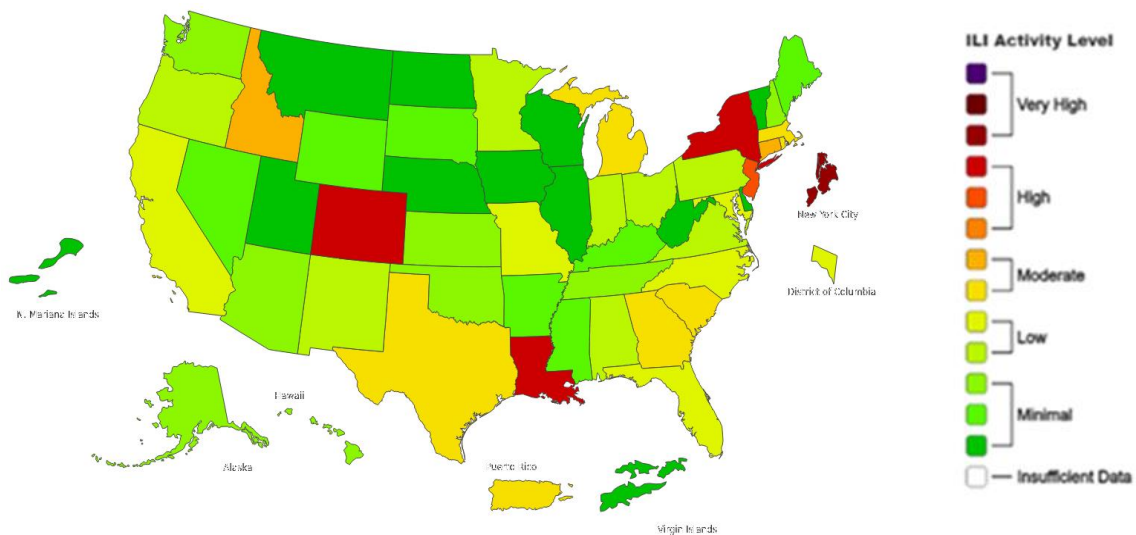 ILI Activity Level
Very High
High
Moderate
Low
Minimal
Insufficient Data
New York City
District of Columbia
N. Mariana Islands
Hawaii
Alaska
Puerto Rico
Virgin Islands